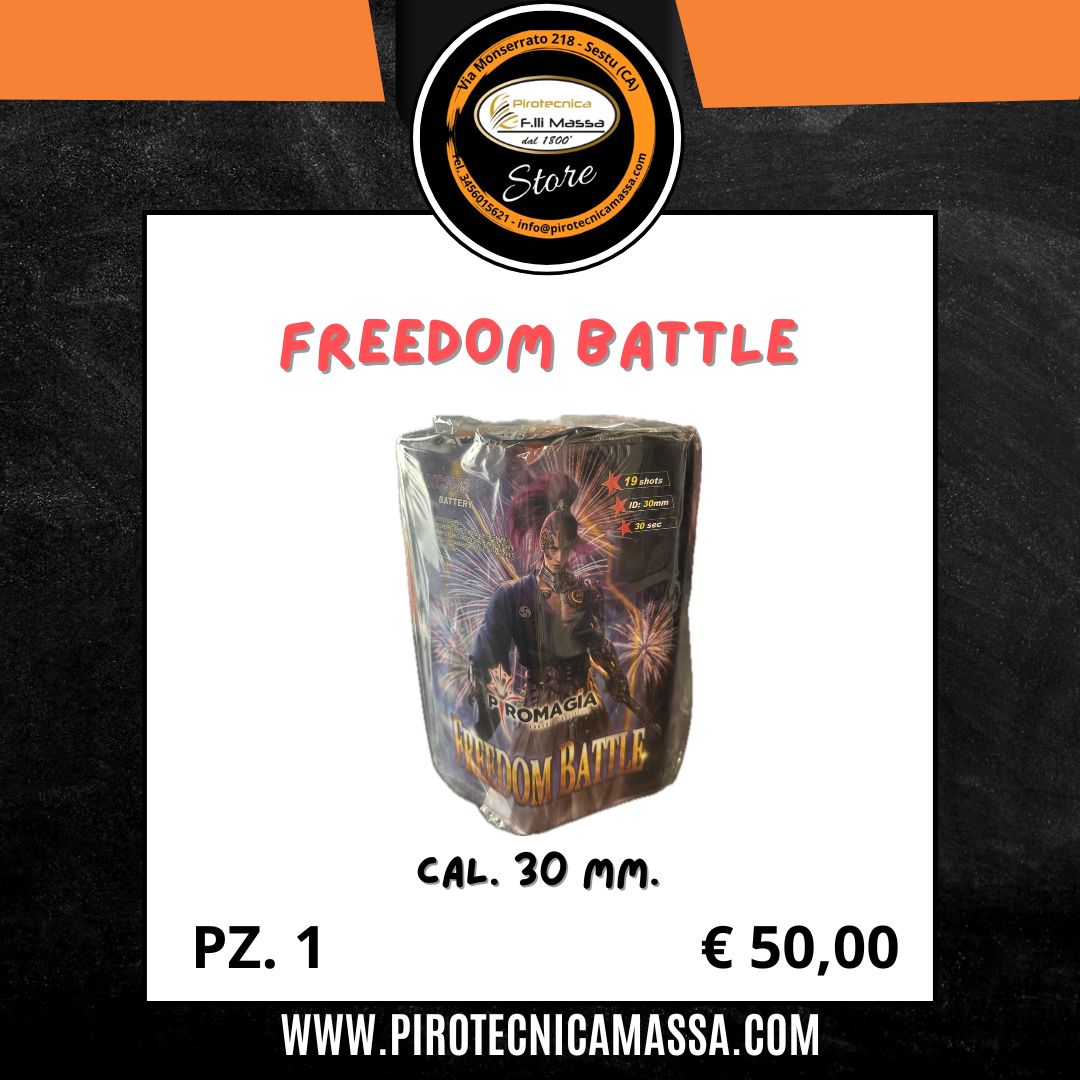 Via Monserrato 218 - Sestu (CA)
Pirotecnica
F.lli Massa
dal 1800'
Store
Tel. 3456015621 - info@pirotecnicamassa.com
FREEDOM BATTLE
19 shots
BATTERY
ID: 30mm
30 sec
PIROMAGIA
FREEDOM BATTLE
CAL. 30 MM.
PZ. 1
€ 50,00
WWW.PIROTECNICAMASSA.COM